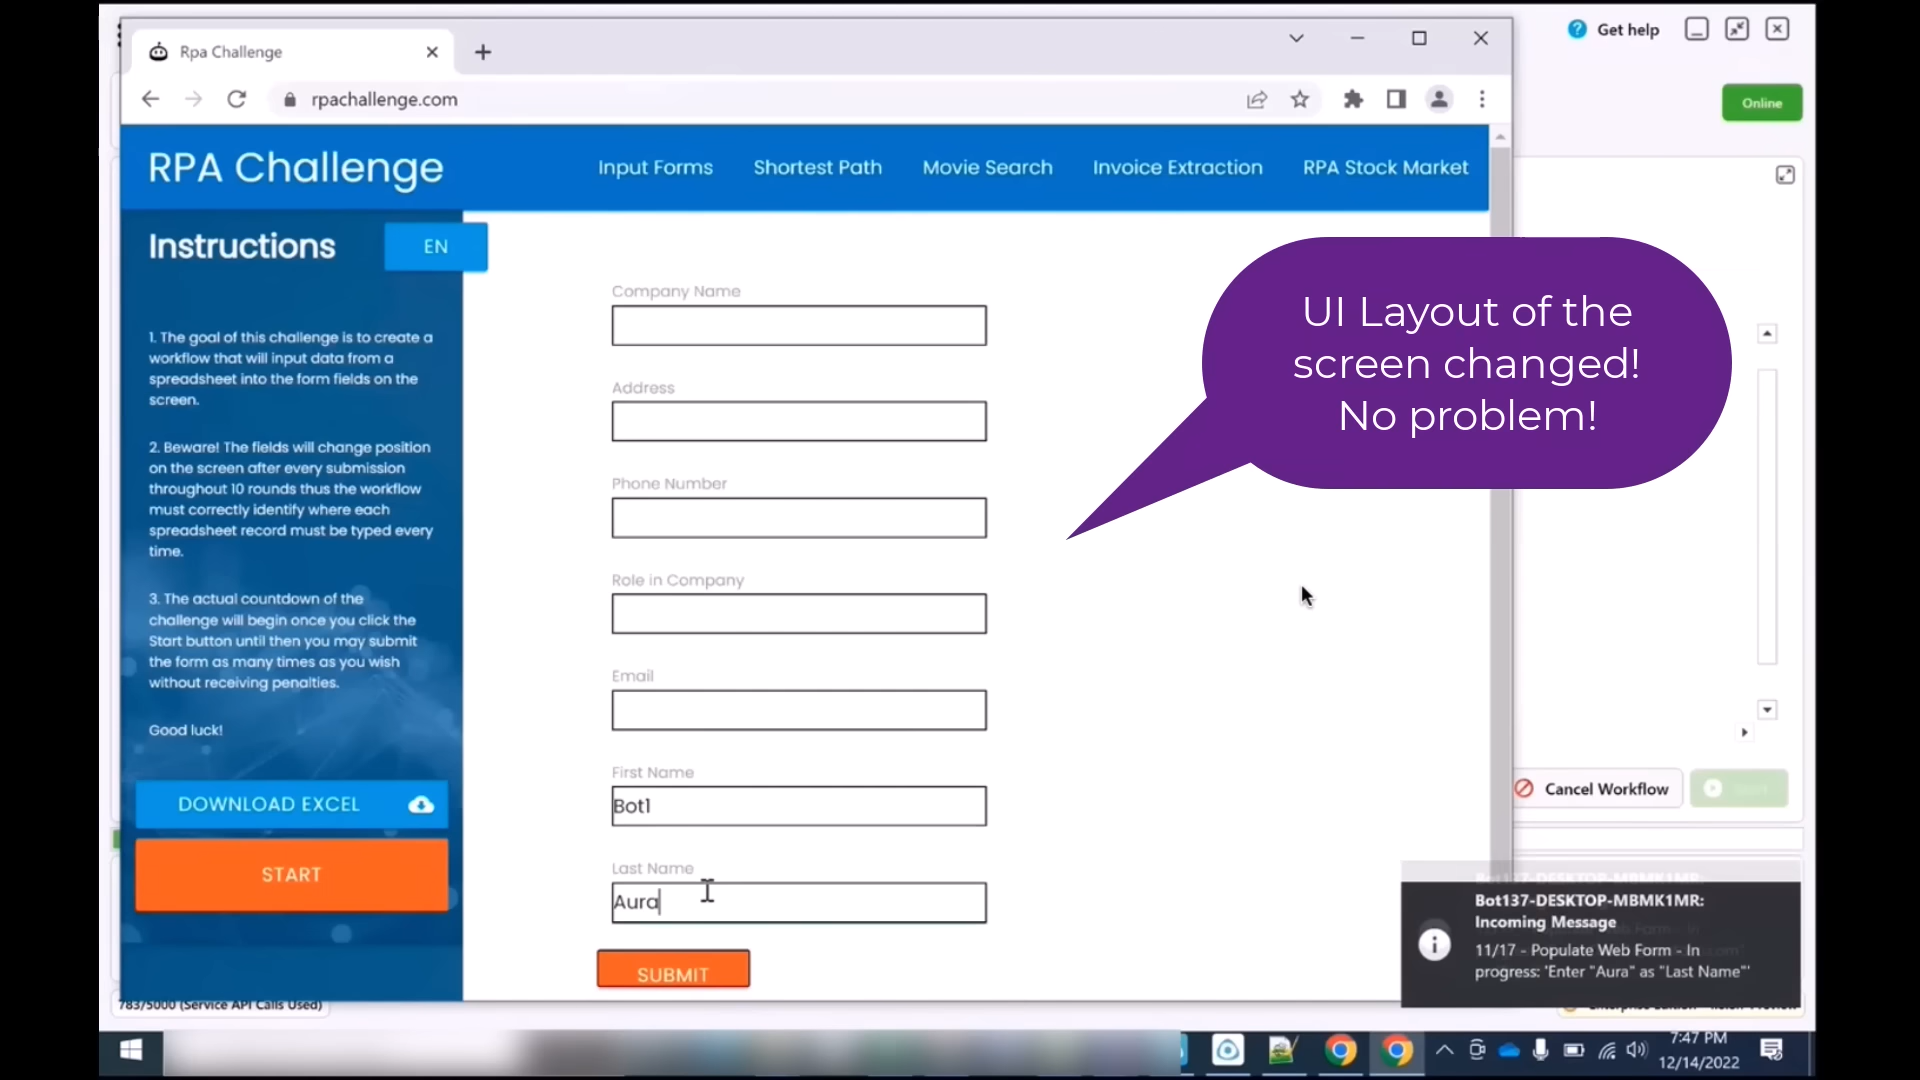 Rpa Challenge
Get help
rpachallenge.com
Online
RPA Challenge
Input Forms
Shortest Path
Movie Search
Invoice Extraction
RPA Stock Market
Instructions
EN
1. The goal of this challenge is to create a
workflow that will input data from a
spreadsheet into the form fields on the
screen.
2. Beware! The fields will change position
on the screen after every submission
throughout 10 rounds thus the workflow
must correctly identify where each
spreadsheet record must be typed every
time.
3. The actual countdown of the
challenge will begin once you click the
Start button until then you may submit
the form as many times as you wish
without receiving penalties.
Good luck!
DOWNLOAD EXCEL
START
Company Name
Address
Phone Number
Role in Company
Email
First Name
Bot1
Last Name
Aura
SUBMIT
UI Layout of the
screen changed!
No problem!
Cancel Workflow
Bot137-DESKTOP-MBMK1MR:
Incoming Message
11/17 - Populate Web Form - In
progress: 'Enter "Aura" as "Last Name"'
783/5000 (Service API Calls Used)
7:47 PM
12/14/2022